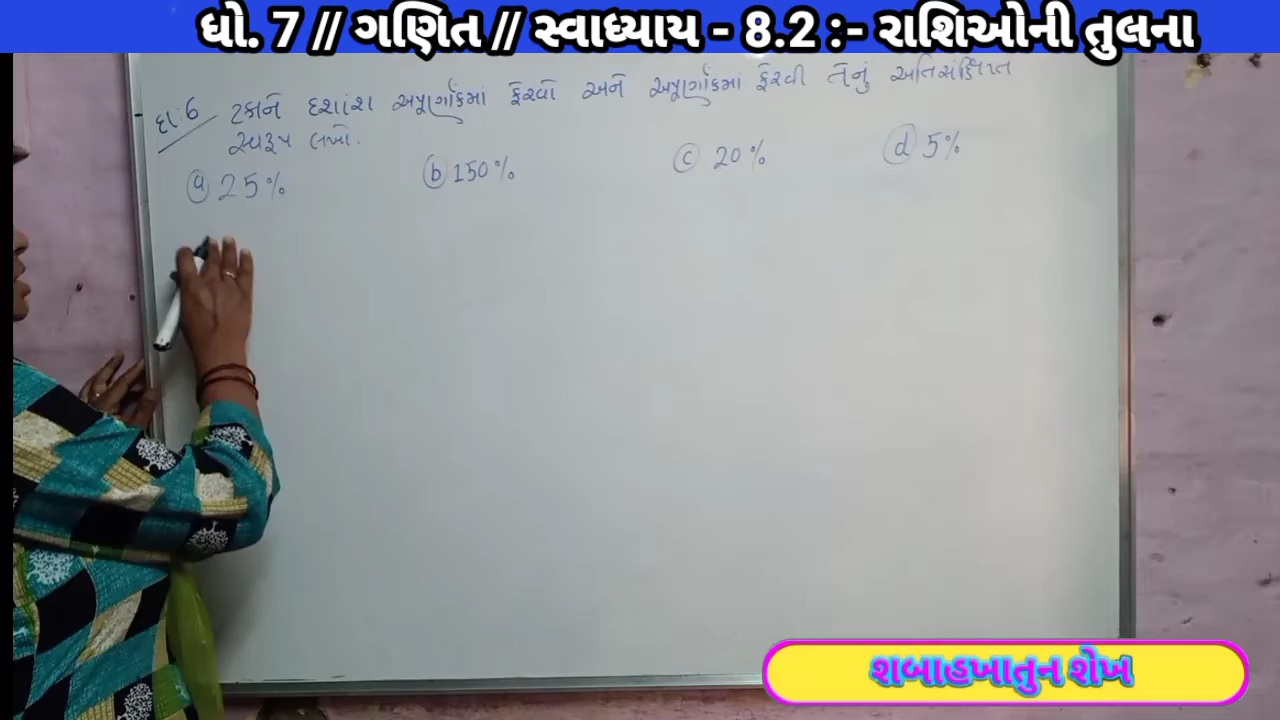 ધો. 7 // ગણિત // સ્વાધ્યાય - 8.2 :- રાશિઓની તુલના
દા:6 ટકાને દશાંશ અપૂર્ણાંકમાં ફેરવો અને અપૂર્ણાંકમાં ફેરવી તેનું અતિસંક્ષિપ્ત
સ્વરૂપ લખો.
ⓐ 25% ⓑ 150% ⓒ 20% ⓓ 5%
શબાહખાતુન શેખ